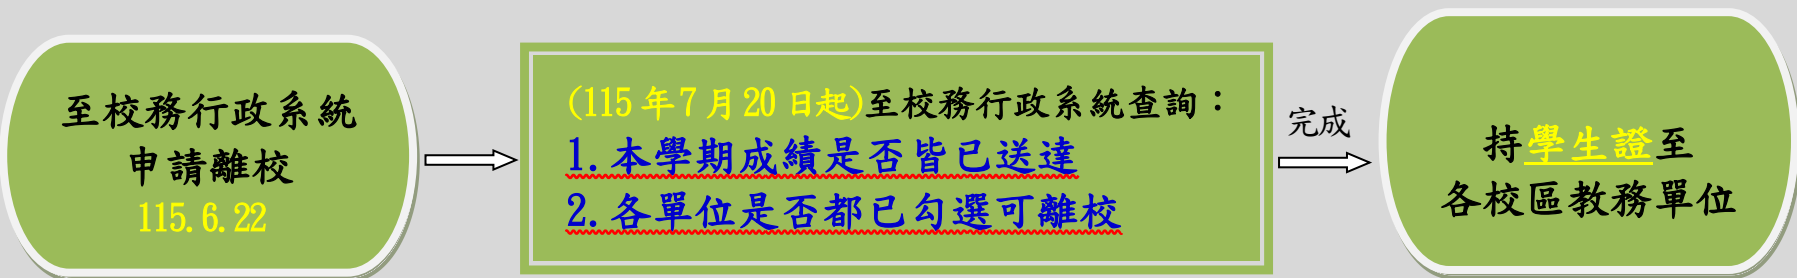 至校務行政系統
申請離校
115.6.22
(115年7月20日起)至校務行政系統查詢：
1.本學期成績是否皆已送達
2.各單位是否都已勾選可離校
完成
持學生證至
各校區教務單位